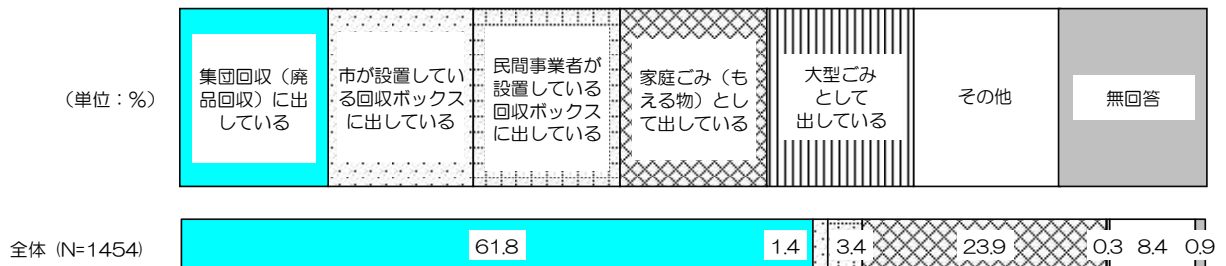 (単位：%)
集団回収（廃
品回収）に出
している
市が設置してい
る回収ボックス
に出している
民間事業者が
設置している
回収ボックス
に出している
家庭ごみ（も
える物）とし
て出している
大型ごみ
として
出している
その他
無回答
全体 (N=1454)
61.8
1.4
3.4
23.9
0.3
8.4
0.9